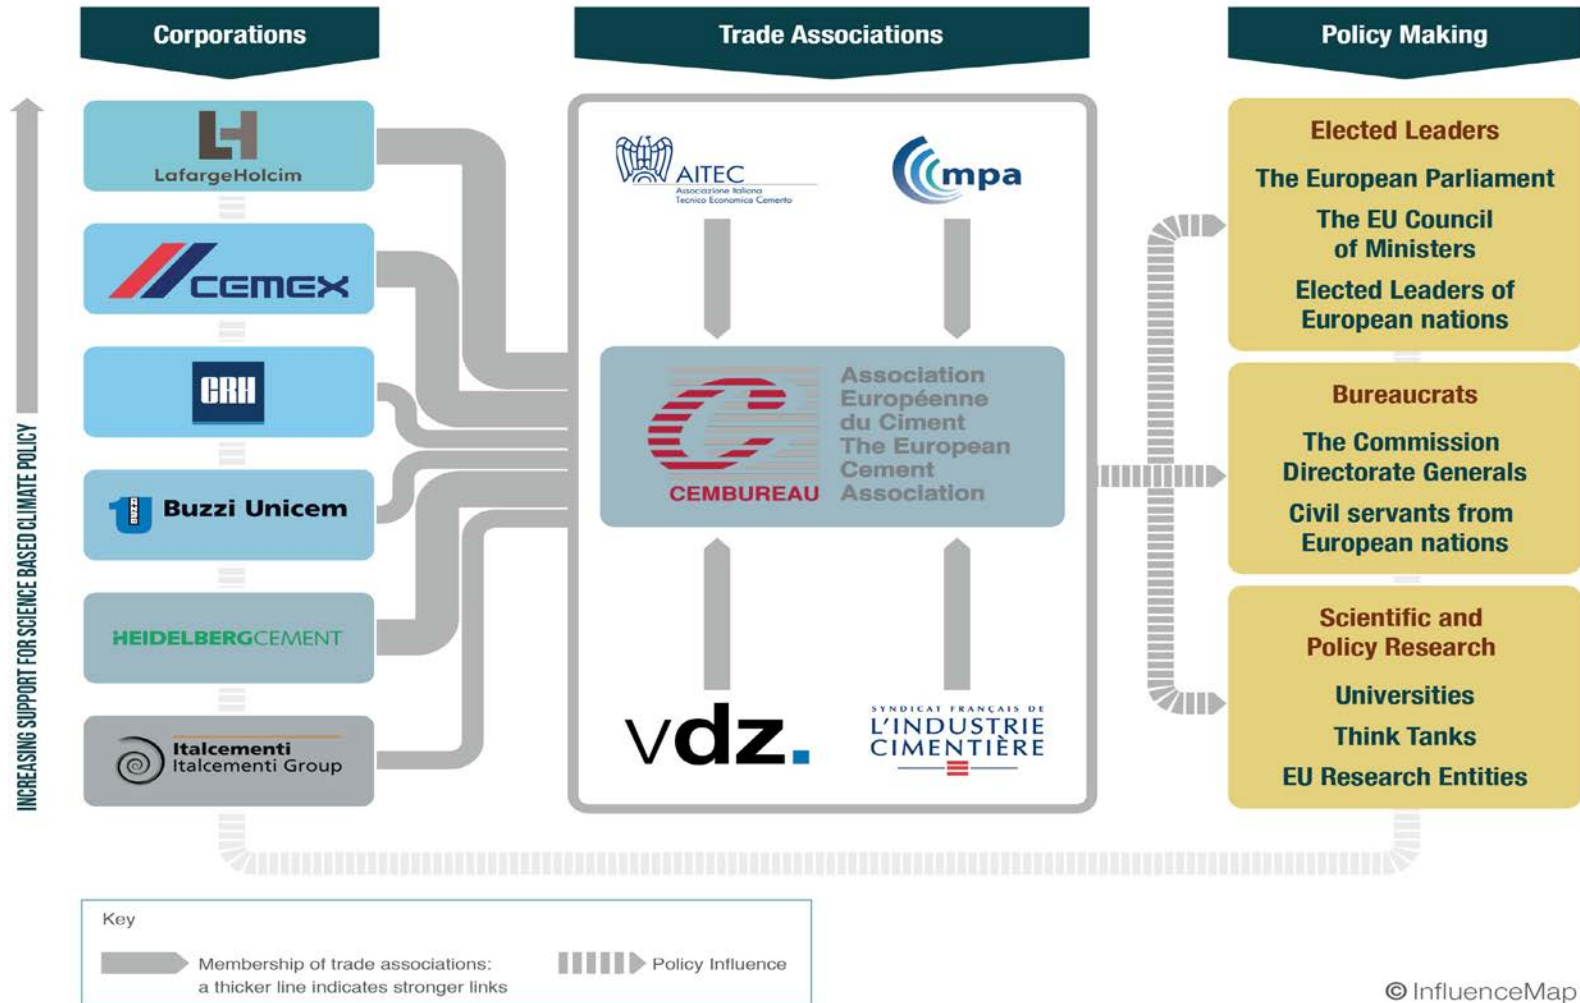 Corporations
Trade Associations
Policy Making
INCREASING SUPPORT FOR SCIENCE BASED CLIMATE POLICY
LH
LafargeHolcim
CEMEX
CRH
BUZZI
Buzzi Unicem
HEIDELBERGCEMENT
Italcementi
Italcementi Group
AITEC
Associazione Italiana
Tecnico Economica Cemento
mpa
CEMBUREAU
Association
Européenne
du Ciment
The European
Cement
Association
vdz.
SYNDICAT FRANÇAIS DE
L'INDUSTRIE
CIMENTIÈRE
Elected Leaders
The European Parliament
The EU Council
of Ministers
Elected Leaders of
European nations
Bureaucrats
The Commission
Directorate Generals
Civil servants from
European nations
Scientific and
Policy Research
Universities
Think Tanks
EU Research Entities
Key
Membership of trade associations:
a thicker line indicates stronger links
Policy Influence
© InfluenceMap